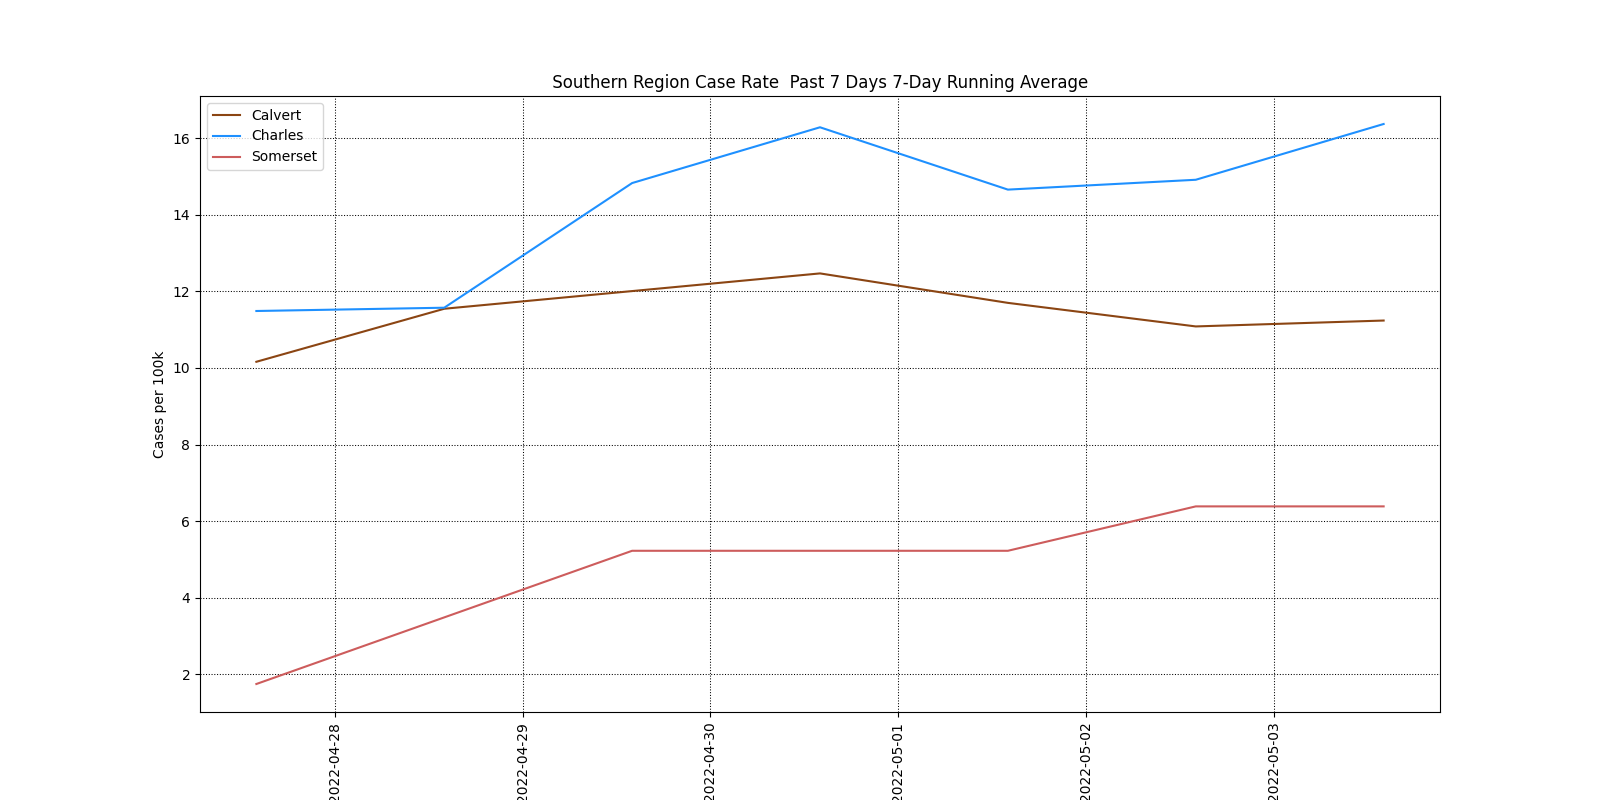 Southern Region Case Rate  Past 7 Days 7-Day Running Average
Calvert
Charles
Somerset
16
14
12
10
8
6
4
2
Cases per 100k
2022-04-28
2022-04-29
2022-04-30
2022-05-01
2022-05-02
2022-05-03